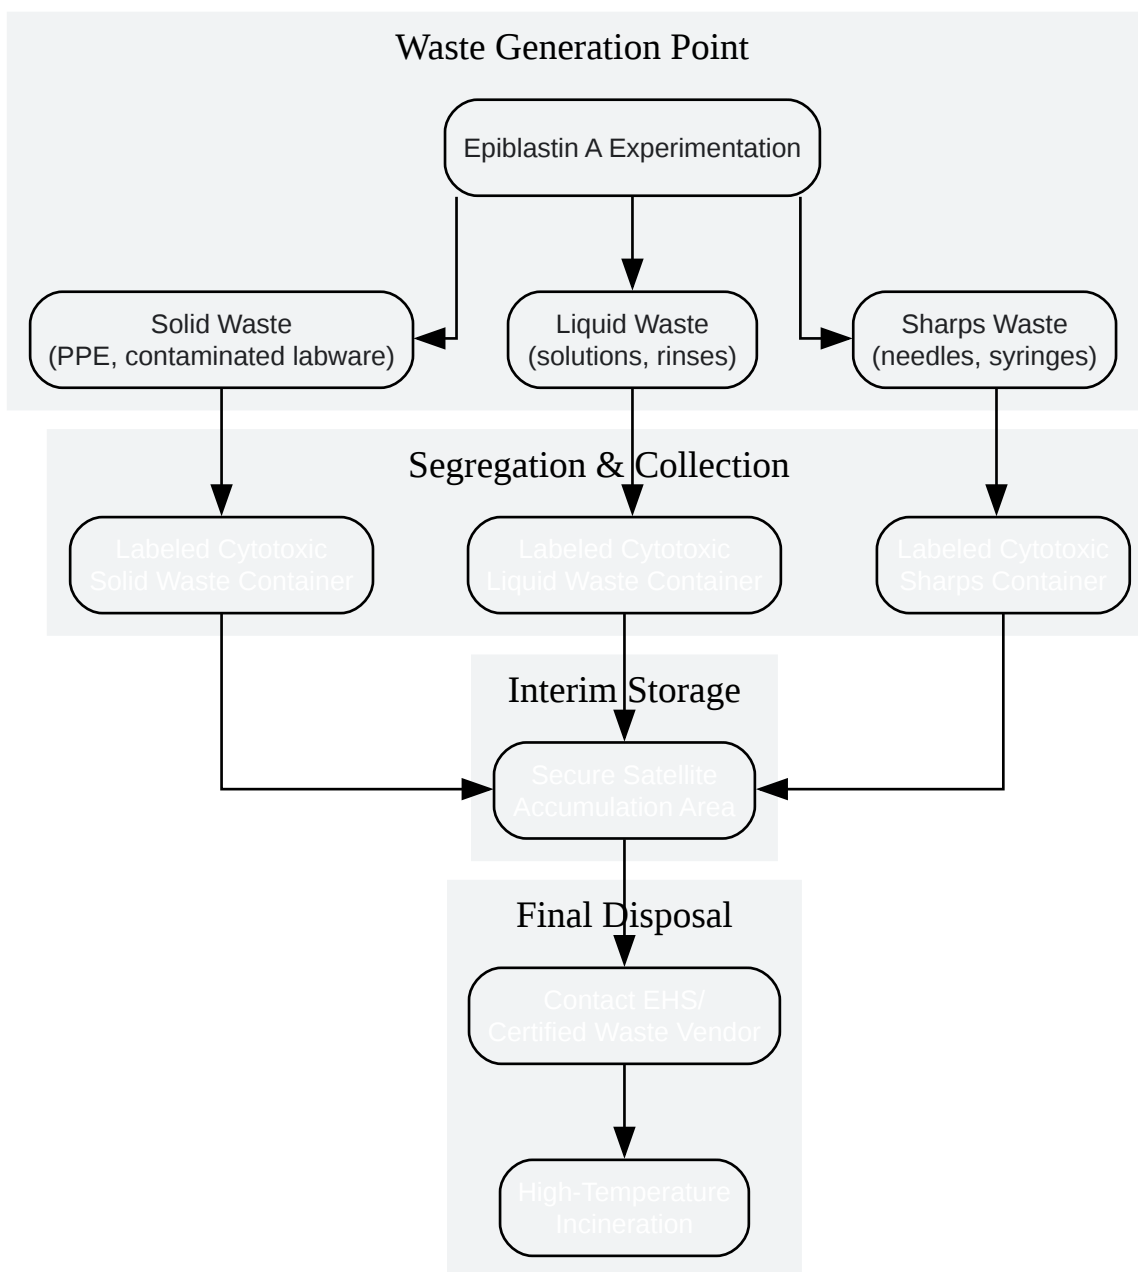 Waste Generation Point
Epiblastin A Experimentation
Solid Waste
(PPE, contaminated labware)
Liquid Waste
(solutions, rinses)
Sharps Waste
(needles, syringes)
Segregation & Collection
Labeled Cytotoxic
Solid Waste Container
Labeled Cytotoxic
Liquid Waste Container
Labeled Cytotoxic
Sharps Container
Interim Storage
Secure Satellite
Accumulation Area
Final Disposal
Contact EHS/
Certified Waste Vendor
High-Temperature
Incineration